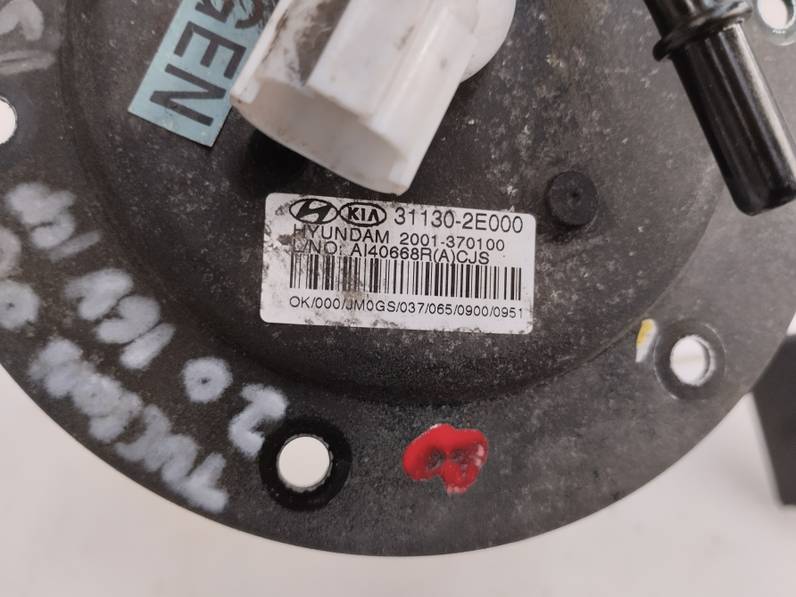 GEN
KIA 31130-2E000
HYUNDAM 2001-370100
L/NO: AI40668R(A)CJS
OK/000/JM0GS/037/065/0900/0951
2.0 16V
TUCSON